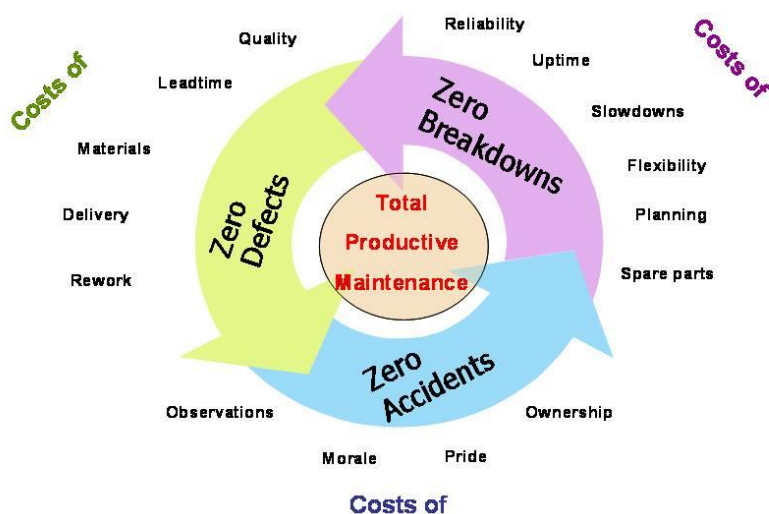 Costs of
Quality
Leadtime
Materials
Delivery
Rework
Zero
Defects
Costs of
Reliability
Uptime
Slowdowns
Flexibility
Planning
Spare parts
Zero
Breakdowns
Total
Productive
Maintenance
Zero
Accidents
Observations
Morale
Pride
Ownership
Costs of